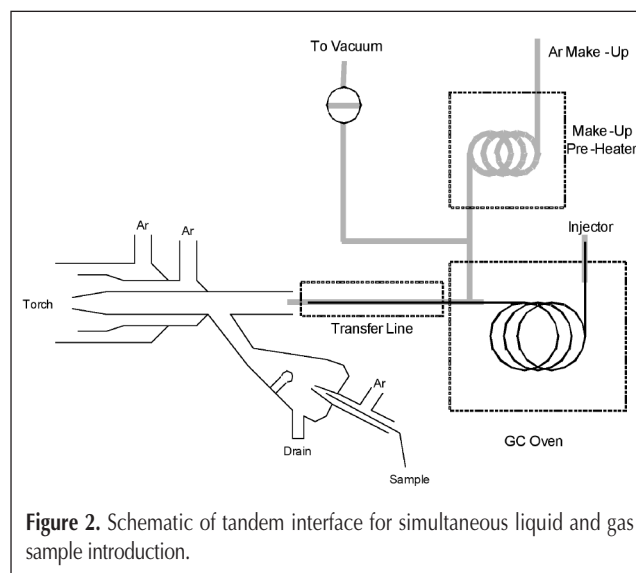 To Vacuum
Ar Make-Up
Make-Up
Pre-Heater
Injector
Ar
Ar
Torch
Transfer Line
Ar
GC Oven
Drain
Sample
Figure 2. Schematic of tandem interface for simultaneous liquid and gas
sample introduction.